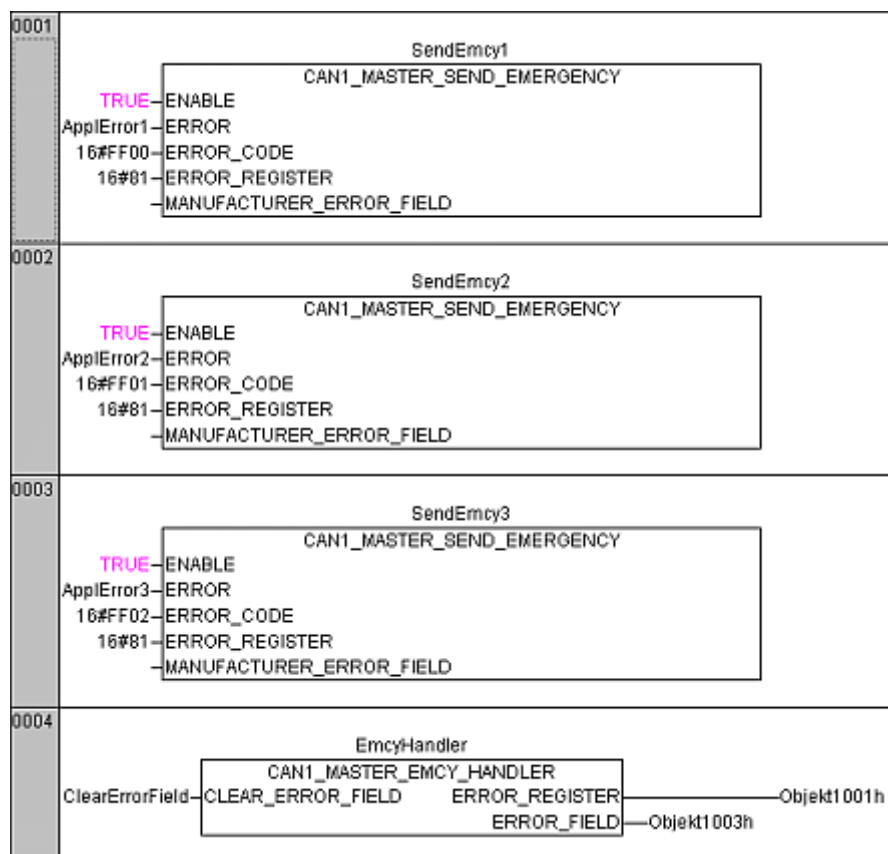 0001
SendEmcy1
CAN1_MASTER_SEND_EMERGENCY
TRUE ENABLE
ApplError1 ERROR
16#FF00 ERROR_CODE
16#81 ERROR_REGISTER
MANUFACTURER_ERROR_FIELD
0002
SendEmcy2
CAN1_MASTER_SEND_EMERGENCY
TRUE ENABLE
ApplError2 ERROR
16#FF01 ERROR_CODE
16#81 ERROR_REGISTER
MANUFACTURER_ERROR_FIELD
0003
SendEmcy3
CAN1_MASTER_SEND_EMERGENCY
TRUE ENABLE
ApplError3 ERROR
16#FF02 ERROR_CODE
16#81 ERROR_REGISTER
MANUFACTURER_ERROR_FIELD
0004
EmcyHandler
CAN1_MASTER_EMCY_HANDLER
ClearErrorField CLEAR_ERROR_FIELD ERROR_REGISTER Objekt1001h
ERROR_FIELD Objekt1003h